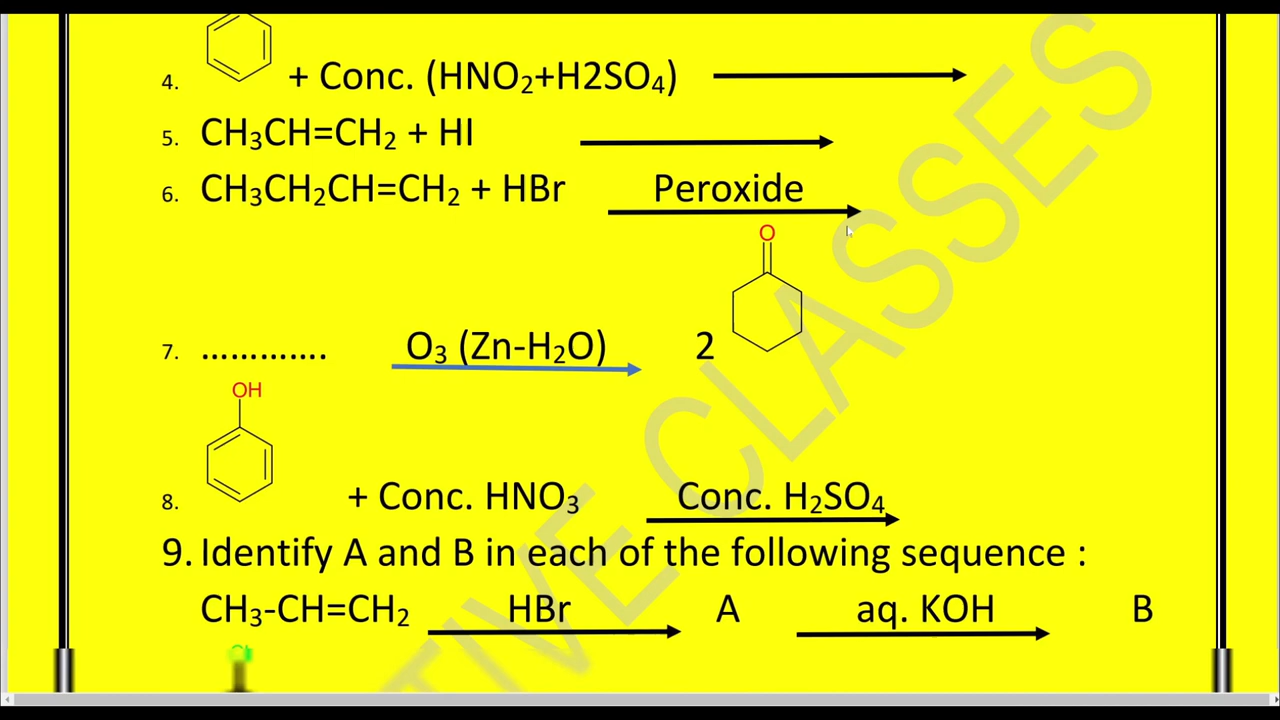 4. + Conc. (HNO₂+H2SO₄)
5. CH₃CH=CH₂ + HI
6. CH₃CH₂CH=CH₂ + HBr Peroxide
O
7. …………. O₃ (Zn-H₂O) 2
OH
8. + Conc. HNO₃ Conc. H₂SO₄
9. Identify A and B in each of the following sequence :
CH₃-CH=CH₂ HBr A aq. KOH B
TIVE CLASSES